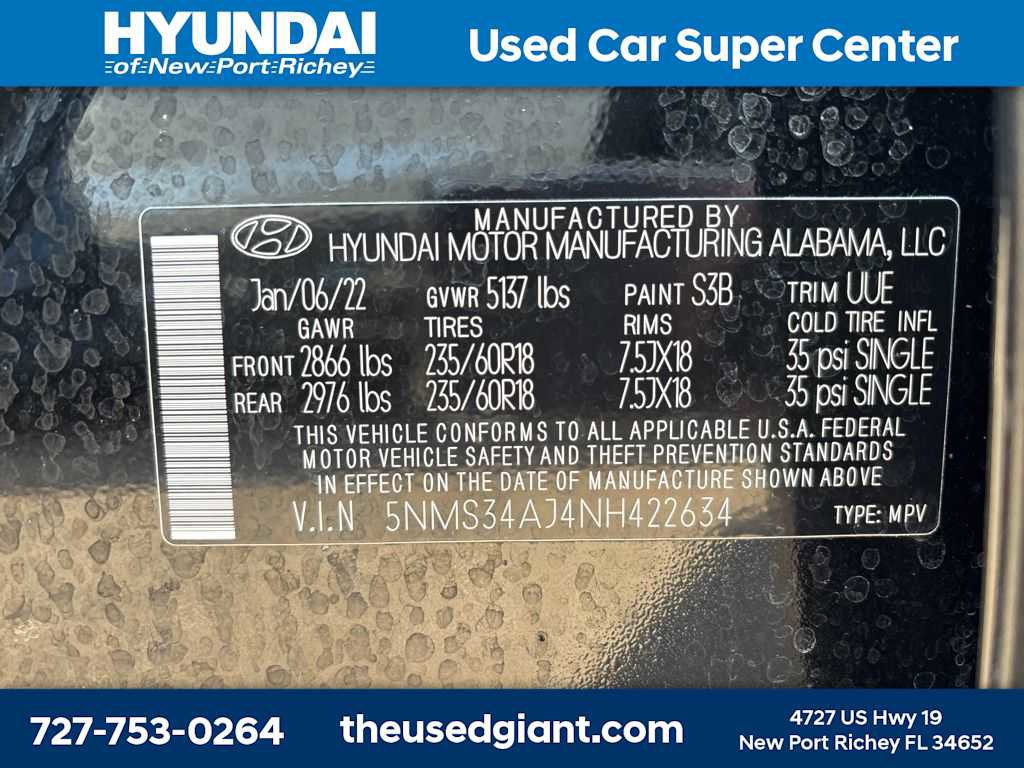 HYUNDAI
of New Port Richey
Used Car Super Center
MANUFACTURED BY
HYUNDAI MOTOR MANUFACTURING ALABAMA, LLC
Jan/06/22 GVWR 5137 lbs PAINT S3B TRIM UUE
GAWR TIRES RIMS COLD TIRE INFL
FRONT 2866 lbs 235/60R18 7.5JX18 35 psi SINGLE
REAR 2976 lbs 235/60R18 7.5JX18 35 psi SINGLE
THIS VEHICLE CONFORMS TO ALL APPLICABLE U.S.A. FEDERAL
MOTOR VEHICLE SAFETY AND THEFT PREVENTION STANDARDS
IN EFFECT ON THE DATE OF MANUFACTURE SHOWN ABOVE
V.I.N 5NMS34AJ4NH422634 TYPE: MPV
727-753-0264
theusedgiant.com
4727 US Hwy 19
New Port Richey FL 34652